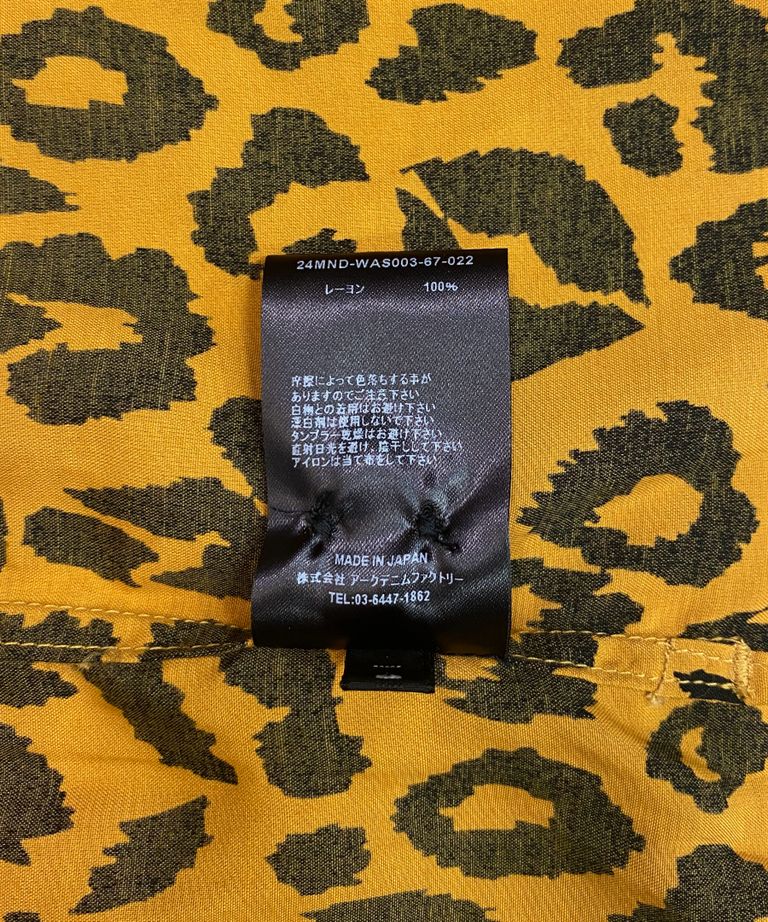 24MND-WAS003-67-022
レーヨン 100%
摩擦によって色落ちする事が
ありますのでご注意下さい
白物との着用はお避け下さい
漂白剤は使用しないで下さい
タンブラー乾燥はお避け下さい
直射日光を避け、陰干しして下さい
アイロンは当て布をして下さい
MADE IN JAPAN
株式会社 アークデニムファクトリー
TEL:03-6447-1862